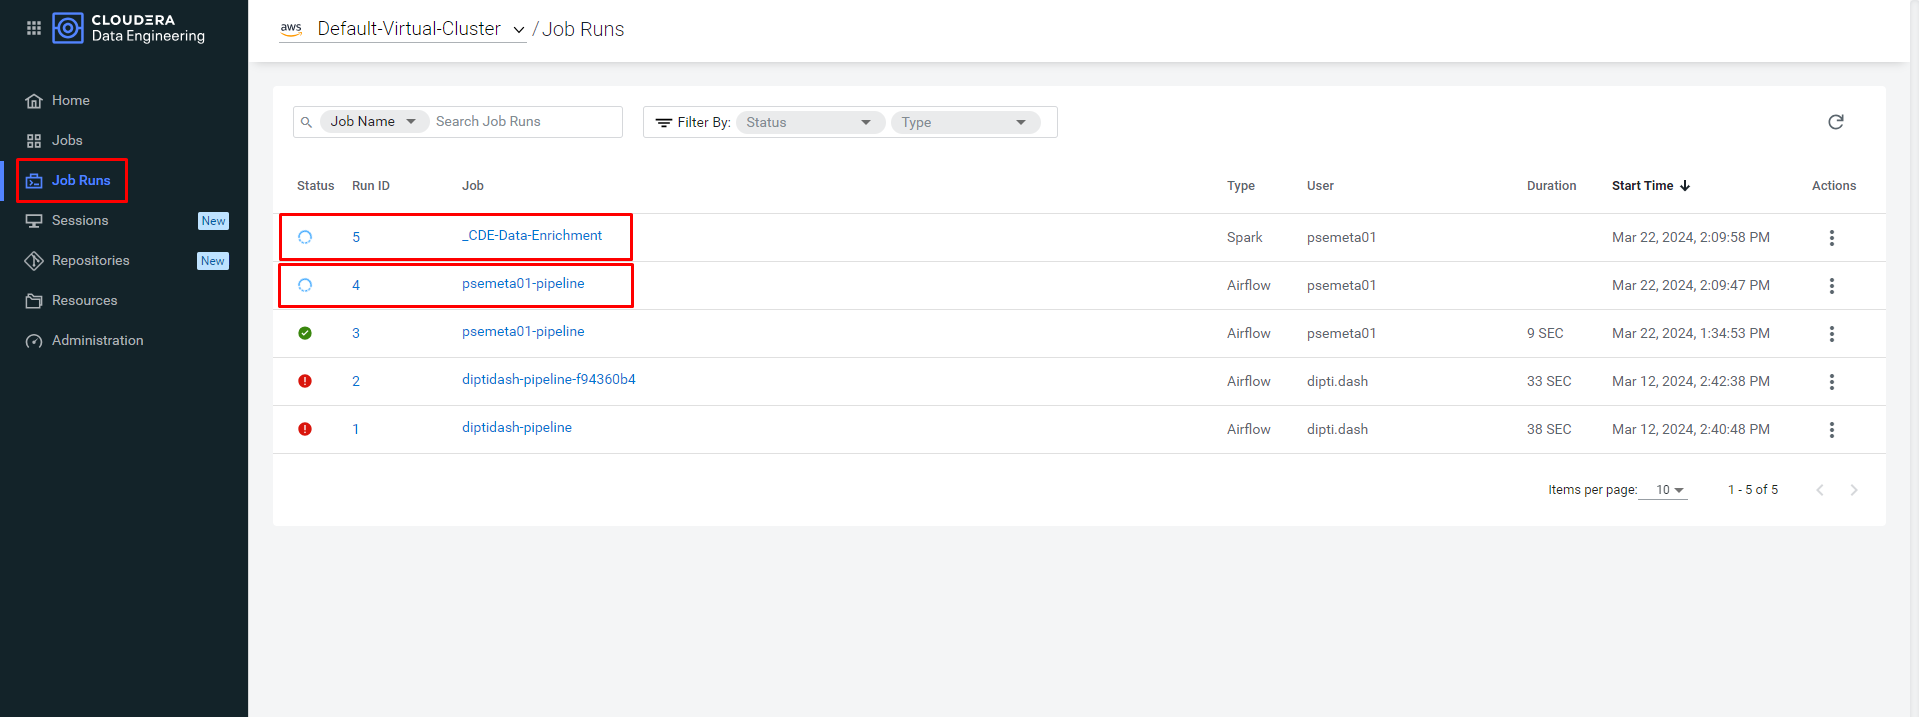 CLOUDERA
Data Engineering
aws Default-Virtual-Cluster / Job Runs
Home
Jobs
Job Runs
Sessions New
Repositories New
Resources
Administration
Job Name Search Job Runs Filter By: Status Type
Status Run ID Job Type User Duration Start Time Actions
5 _CDE-Data-Enrichment Spark psemeta01 Mar 22, 2024, 2:09:58 PM
4 psemeta01-pipeline Airflow psemeta01 Mar 22, 2024, 2:09:47 PM
3 psemeta01-pipeline Airflow psemeta01 9 SEC Mar 22, 2024, 1:34:53 PM
2 diptidash-pipeline-f94360b4 Airflow dipti.dash 33 SEC Mar 12, 2024, 2:42:38 PM
1 diptidash-pipeline Airflow dipti.dash 38 SEC Mar 12, 2024, 2:40:48 PM
Items per page: 10 1 - 5 of 5